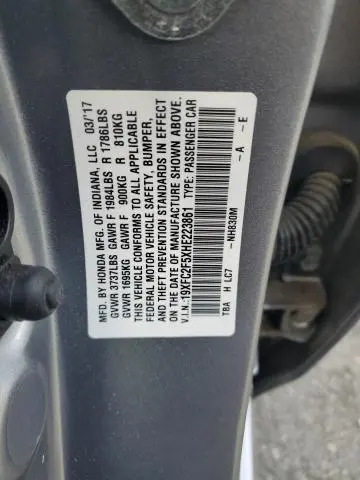 MFD. BY HONDA MFG. OF INDIANA, LLC 03/'17
GVWR 3737LBS GAWR F 1984LBS R 1786LBS
GVWR 1695KG GAWR F 900KG R 810KG
THIS VEHICLE CONFORMS TO ALL APPLICABLE
FEDERAL MOTOR VEHICLE SAFETY, BUMPER,
AND THEFT PREVENTION STANDARDS IN EFFECT
ON THE DATE OF MANUFACTURE SHOWN ABOVE.
V.I.N.:19XFC2F5XHE223861 TYPE: PASSENGER CAR
-NH830M -A -E
TBA H LC7